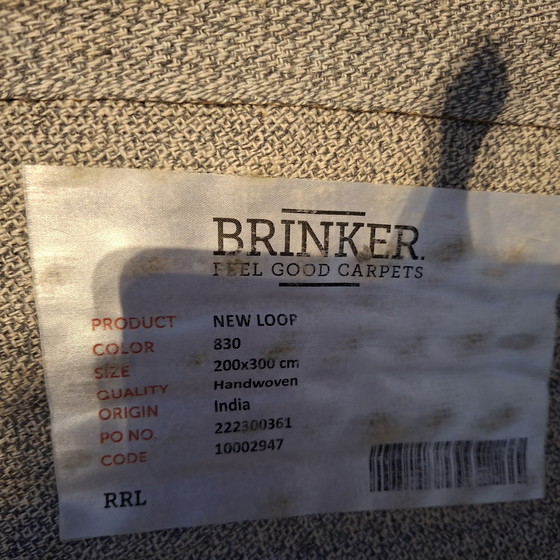 BRINKER.
FEEL GOOD CARPETS
PRODUCT NEW LOOP
COLOR 830
SIZE 200x300 cm
QUALITY Handwoven
ORIGIN India
PO NO. 222300361
CODE 10002947
RRL